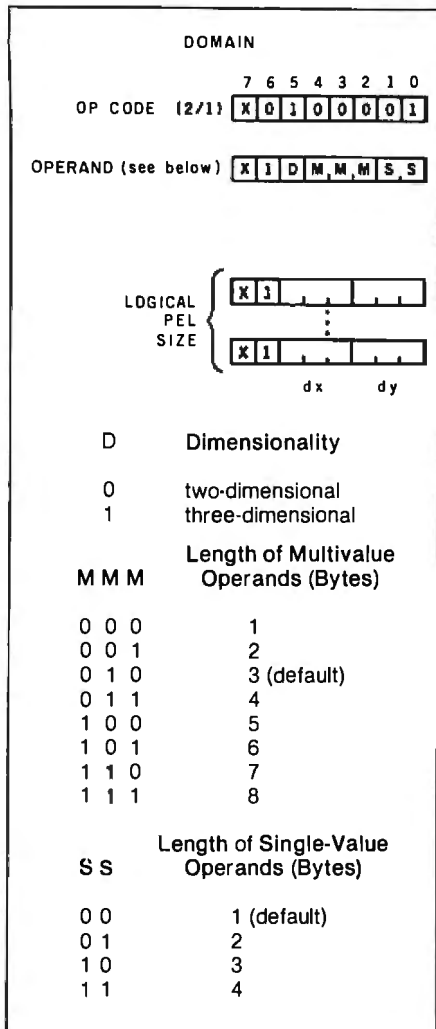 DOMAIN
7 6 5 4 3 2 1 0
OP CODE (2/1) X 0 1 0 0 0 0 1
OPERAND (see below) X 1 D M M M S S
LOGICAL PEL SIZE
X 1
X 1
dx dy
D Dimensionality
0 two-dimensional
1 three-dimensional
Length of Multivalue
M M M Operands (Bytes)
0 0 0 1
0 0 1 2
0 1 0 3 (default)
0 1 1 4
1 0 0 5
1 0 1 6
1 1 0 7
1 1 1 8
Length of Single-Value
S S Operands (Bytes)
0 0 1 (default)
0 1 2
1 0 3
1 1 4